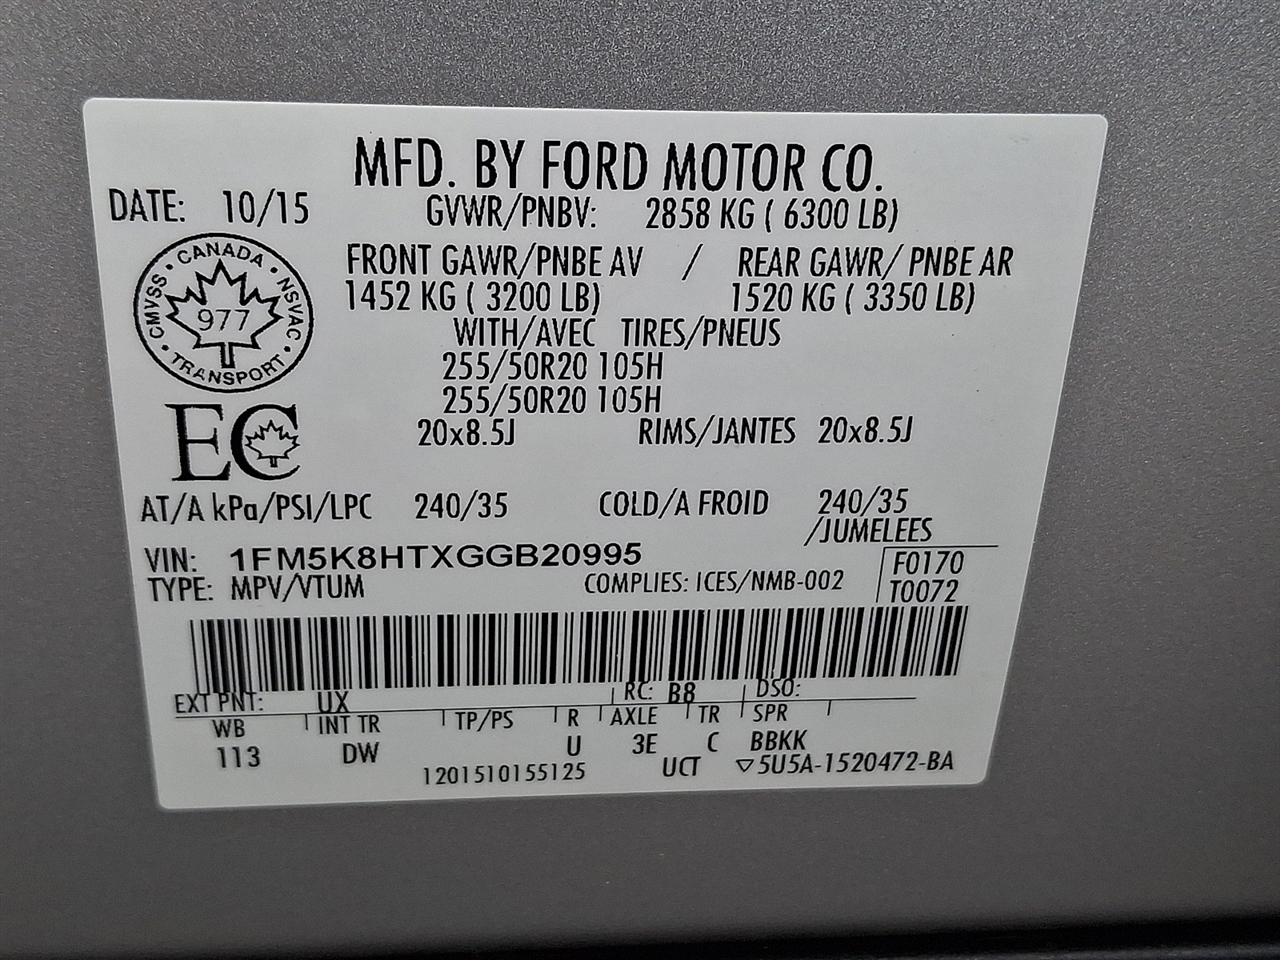 MFD. BY FORD MOTOR CO.
DATE: 10/15 GVWR/PNBV: 2858 KG ( 6300 LB)
FRONT GAWR/PNBE AV / REAR GAWR/ PNBE AR
1452 KG ( 3200 LB) 1520 KG ( 3350 LB)
WITH/AVEC TIRES/PNEUS
255/50R20 105H
255/50R20 105H
20x8.5J RIMS/JANTES 20x8.5J
CANADA · NSVAC · TRANSPORT · CMVSS ·
977
EC
AT/A kPa/PSI/LPC 240/35 COLD/A FROID 240/35
/JUMELEES
VIN: 1FM5K8HTXGGB20995 F0170
TYPE: MPV/VTUM COMPLIES: ICES/NMB-002 T0072
EXT PNT: UX RC: B8 DSO:
WB INT TR TP/PS R AXLE TR SPR
113 DW U 3E C BBKK
1201510155125 UCT ▽5U5A-1520472-BA